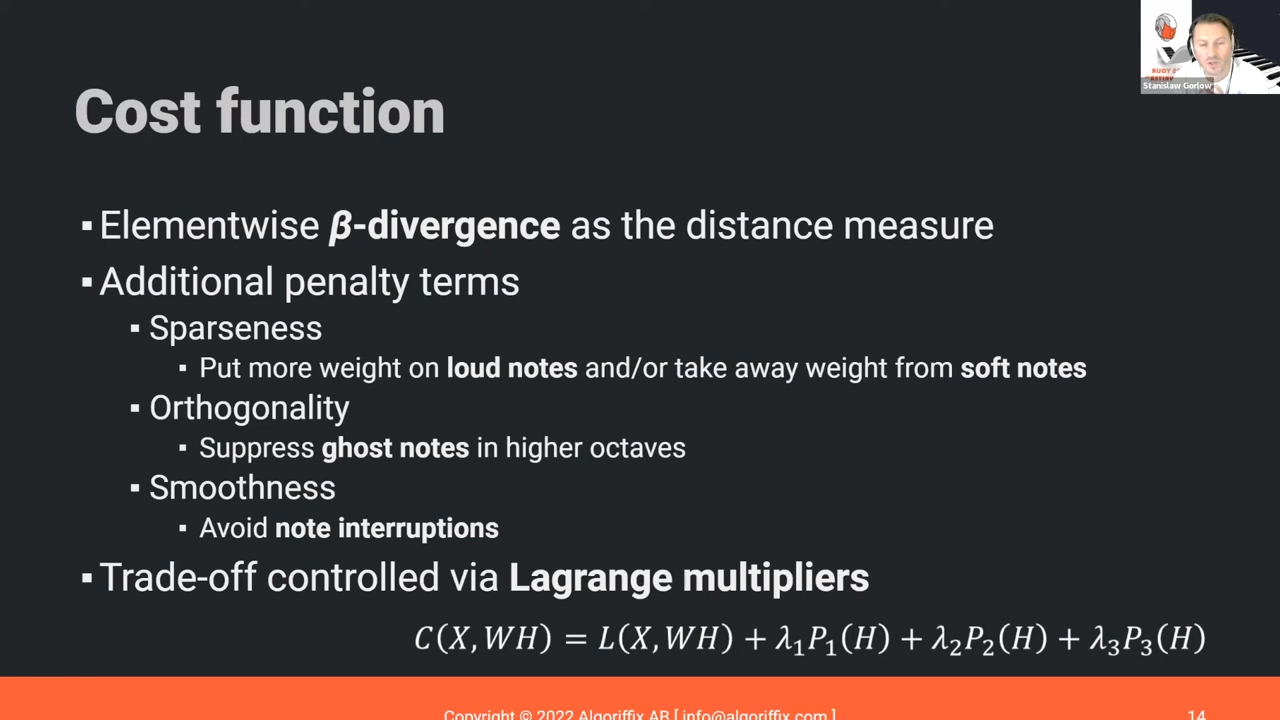 Stanislaw Gorlow
Cost function
▪ Elementwise β-divergence as the distance measure
▪ Additional penalty terms
▪ Sparseness
▪ Put more weight on loud notes and/or take away weight from soft notes
▪ Orthogonality
▪ Suppress ghost notes in higher octaves
▪ Smoothness
▪ Avoid note interruptions
▪ Trade-off controlled via Lagrange multipliers
C(X, WH) = L(X, WH) + λ₁P₁(H) + λ₂P₂(H) + λ₃P₃(H)
Copyright © 2022 Algoriffix AB [ info@algoriffix.com ]
14